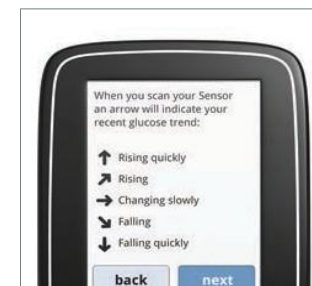 When you scan your Sensor
an arrow will indicate your
recent glucose trend:
Rising quickly
Rising
Changing slowly
Falling
Falling quickly
back
next